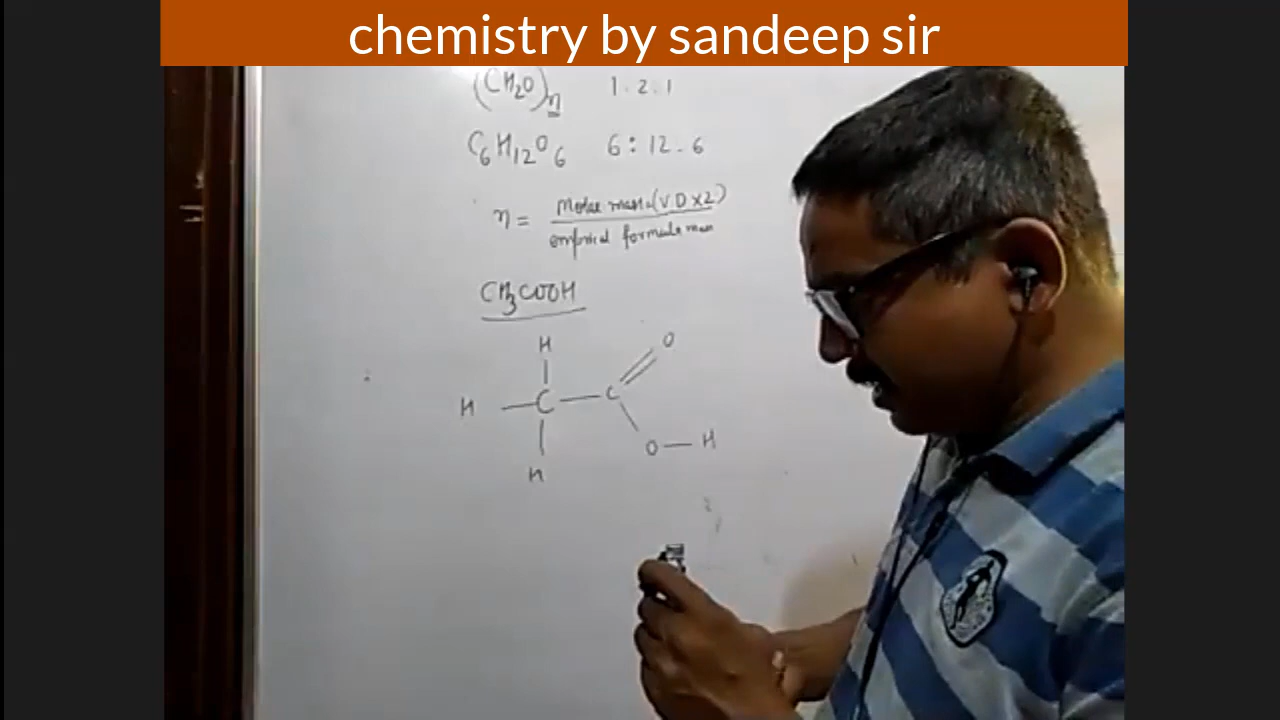 chemistry by sandeep sir
(CH2O)n 1.2.1
C6H12O6 6:12.6
n = Molar mass(V.D x 2)
empirical formula mass
CH3COOH
H O
H C C
O H
H